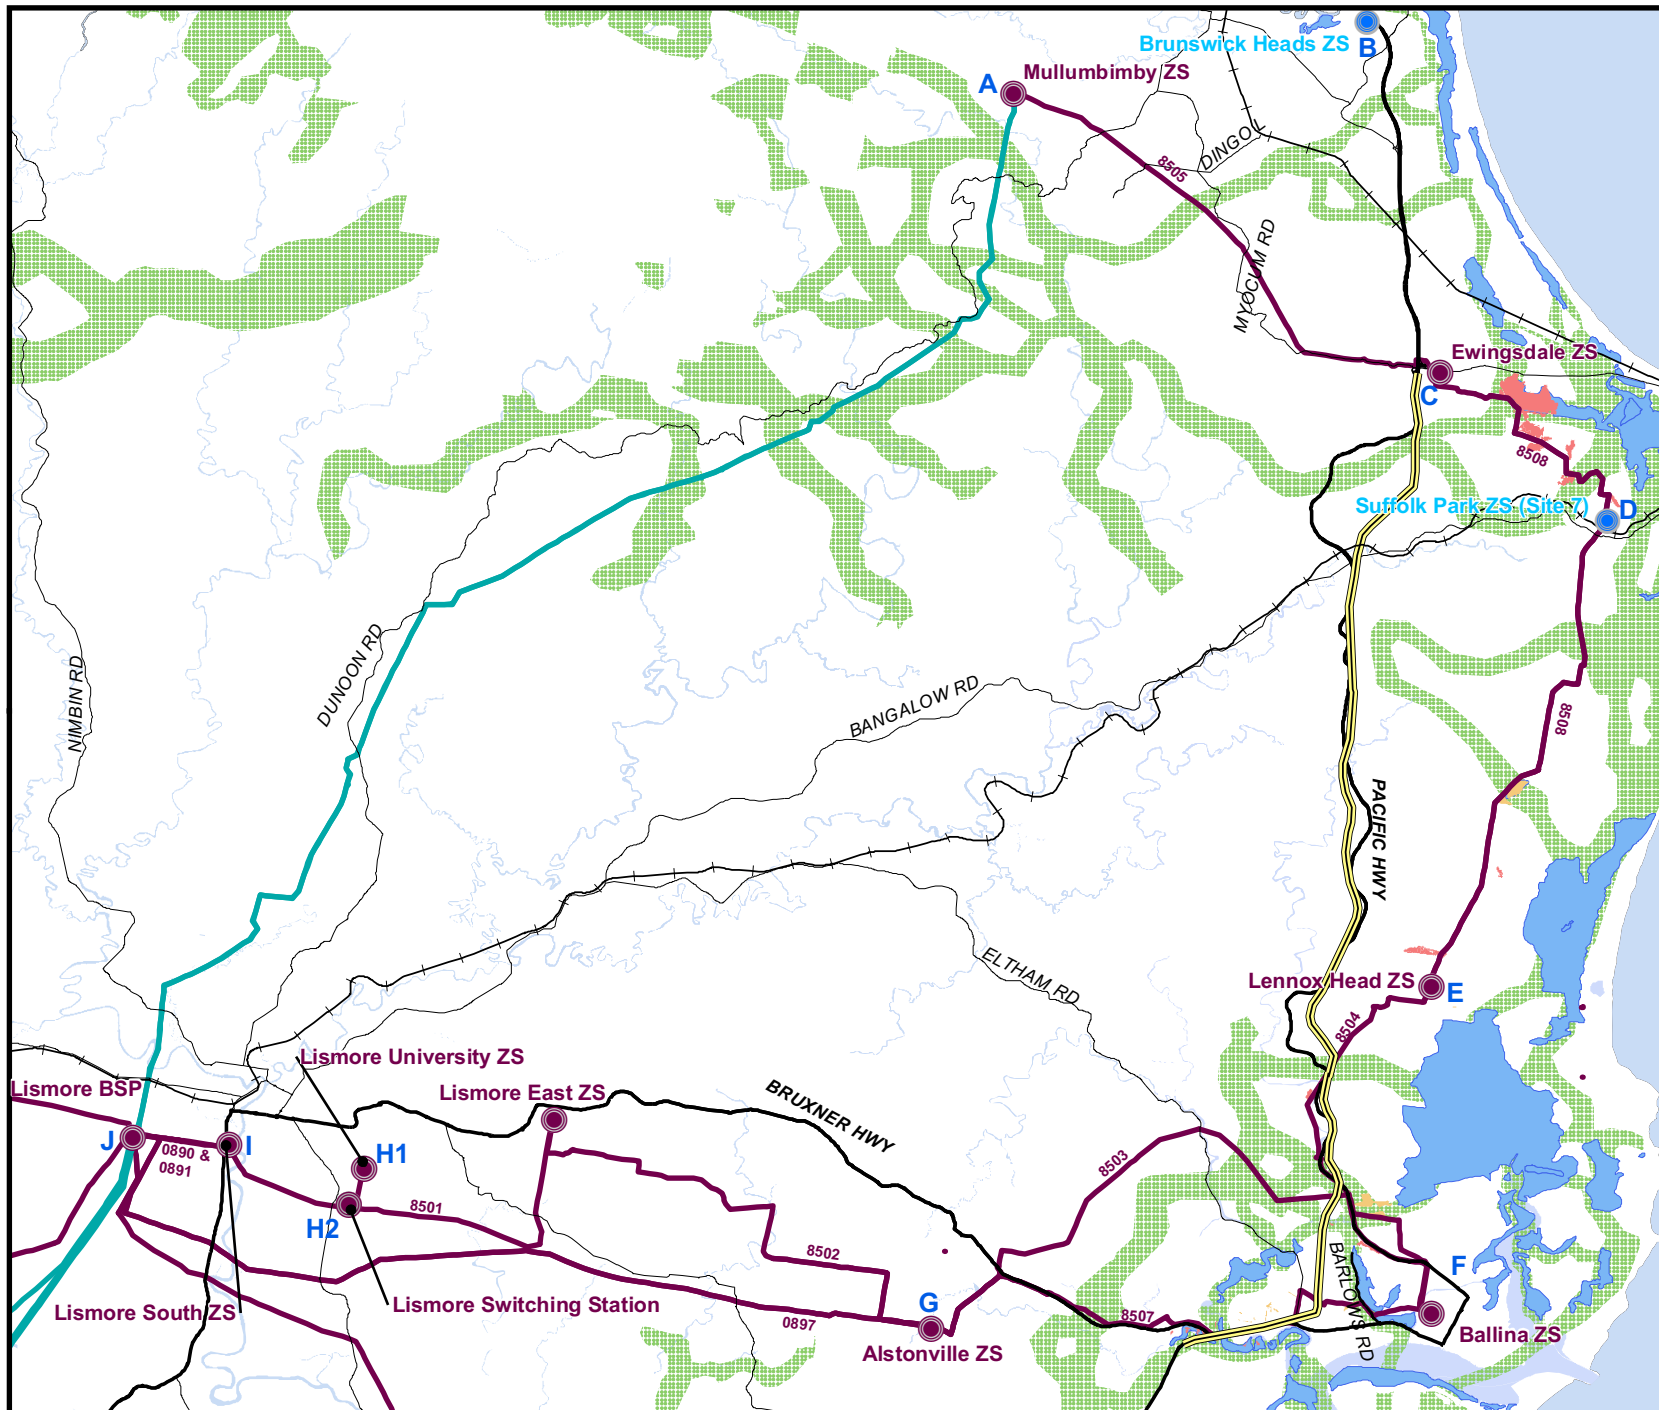 Brunswick Heads ZS
B
A
Mullumbimby ZS
DINGO L
8505
MYOCUM RD
Ewingsdale ZS
C
8508
Suffolk Park ZS (Site 7)
D
DUNOON RD
NIMBIN RD
BANGALOW RD
8508
PACIFIC HWY
ELTHAM RD
Lennox Head ZS
E
8504
Lismore University ZS
Lismore BSP
Lismore East ZS
BRUXNER HWY
J
0890 &
0891
I
H1
8503
H2
8501
8502
F
BARLOWS RD
Lismore South ZS
Lismore Switching Station
0897
G
8507
Ballina ZS
Alstonville ZS